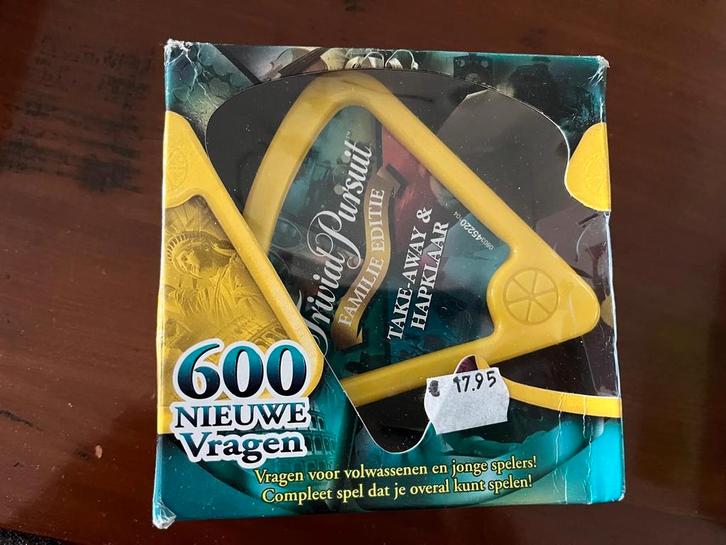 Trivial Pursuit™
FAMILIE EDITIE
TAKE-AWAY &
HAPKLAAR
600
NIEUWE
Vragen
€ 17.95
Vragen voor volwassenen en jonge spelers!
Compleet spel dat je overal kunt spelen!